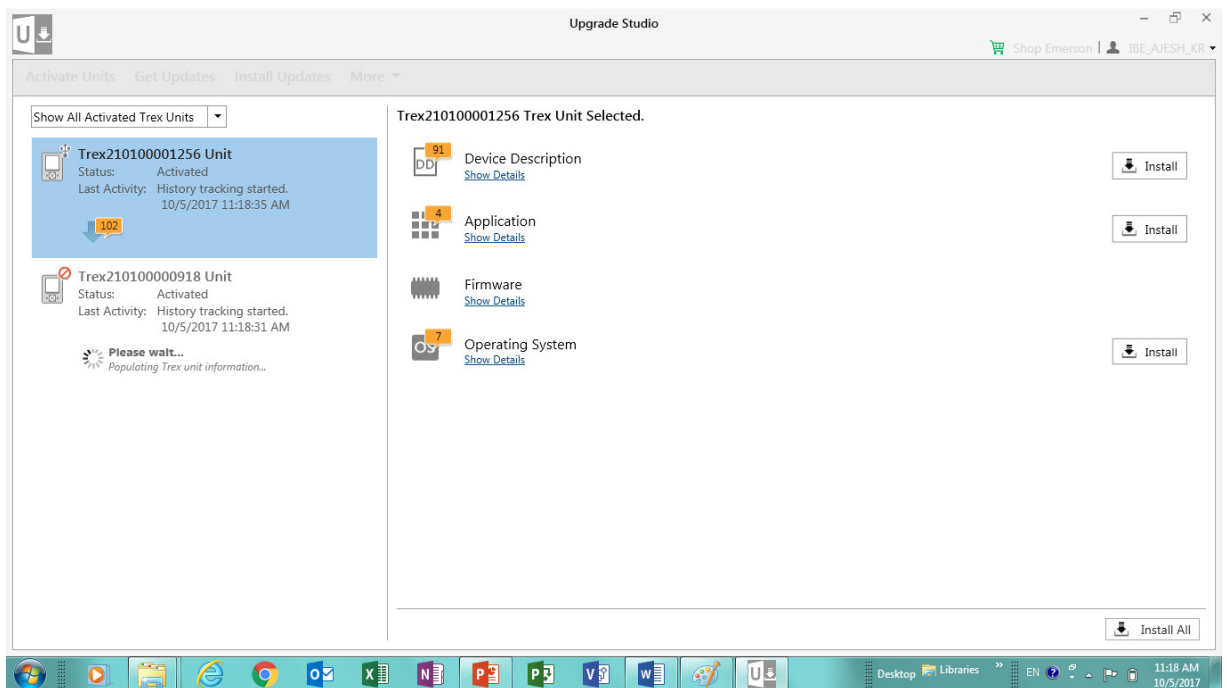 Upgrade Studio
U
Shop Emerson | IBE_AJESH_KR
Activate Units Get Updates Install Updates More
Show All Activated Trex Units
Trex210100001256 Trex Unit Selected.
Trex210100001256 Unit
Status: Activated
Last Activity: History tracking started.
10/5/2017 11:18:35 AM
102
Trex210100000918 Unit
Status: Activated
Last Activity: History tracking started.
10/5/2017 11:18:31 AM
Please wait...
Populating Trex unit information...
91
DD
Device Description
Show Details
Install
4
Application
Show Details
Install
Firmware
Show Details
7
OS
Operating System
Show Details
Install
Install All
Desktop Libraries » EN 11:18 AM
10/5/2017